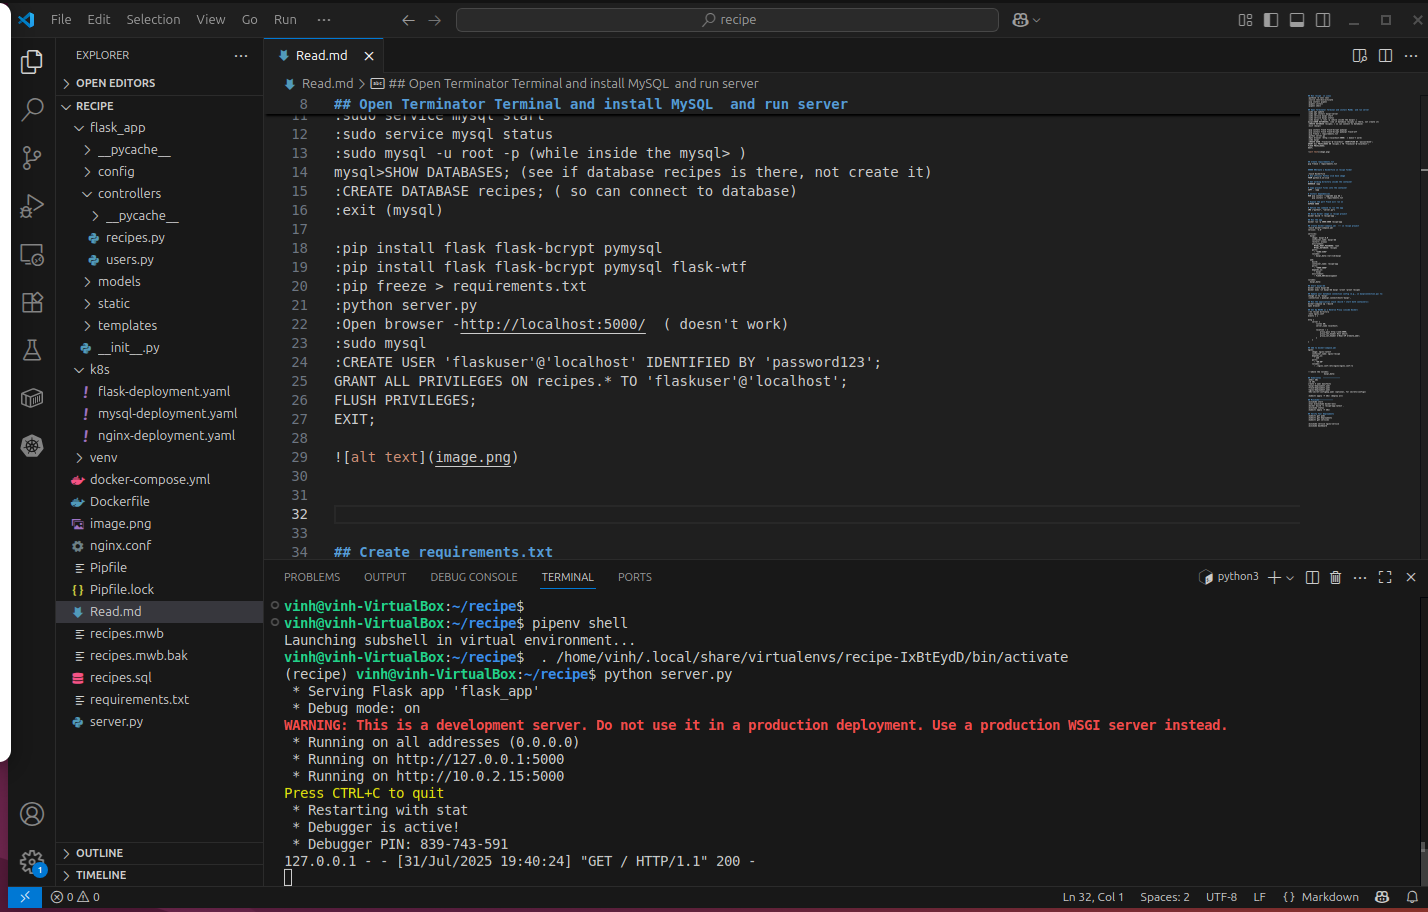 File Edit Selection View Go Run ···
recipe
EXPLORER ···
OPEN EDITORS
RECIPE
flask_app
__pycache__
config
controllers
__pycache__
recipes.py
users.py
models
static
templates
__init__.py
k8s
! flask-deployment.yaml
! mysql-deployment.yaml
! nginx-deployment.yaml
venv
docker-compose.yml
Dockerfile
image.png
nginx.conf
Pipfile
{} Pipfile.lock
Read.md
recipes.mwb
recipes.mwb.bak
recipes.sql
requirements.txt
server.py
OUTLINE
TIMELINE
Read.md
Read.md > ## Open Terminator Terminal and install MySQL  and run server
8 ## Open Terminator Terminal and install MySQL  and run server
11 :sudo service mysql start
12 :sudo service mysql status
13 :sudo mysql -u root -p (while inside the mysql> )
14 mysql>SHOW DATABASES; (see if database recipes is there, not create it)
15 :CREATE DATABASE recipes; ( so can connect to database)
16 :exit (mysql)
17
18 :pip install flask flask-bcrypt pymysql
19 :pip install flask flask-bcrypt pymysql flask-wtf
20 :pip freeze > requirements.txt
21 :python server.py
22 :Open browser -http://localhost:5000/  ( doesn't work)
23 :sudo mysql
24 :CREATE USER 'flaskuser'@'localhost' IDENTIFIED BY 'password123';
25 GRANT ALL PRIVILEGES ON recipes.* TO 'flaskuser'@'localhost';
26 FLUSH PRIVILEGES;
27 EXIT;
28
29 ![alt text](image.png)
30
31
32
33
34 ## Create requirements.txt
PROBLEMS OUTPUT DEBUG CONSOLE TERMINAL PORTS
python3
vinh@vinh-VirtualBox:~/recipe$
vinh@vinh-VirtualBox:~/recipe$ pipenv shell
Launching subshell in virtual environment...
vinh@vinh-VirtualBox:~/recipe$  . /home/vinh/.local/share/virtualenvs/recipe-IxBtEydD/bin/activate
(recipe) vinh@vinh-VirtualBox:~/recipe$ python server.py
* Serving Flask app 'flask_app'
* Debug mode: on
WARNING: This is a development server. Do not use it in a production deployment. Use a production WSGI server instead.
* Running on all addresses (0.0.0.0)
* Running on http://127.0.0.1:5000
* Running on http://10.0.2.15:5000
Press CTRL+C to quit
* Restarting with stat
* Debugger is active!
* Debugger PIN: 839-743-591
127.0.0.1 - - [31/Jul/2025 19:40:24] "GET / HTTP/1.1" 200 -
1
0 0
Ln 32, Col 1 Spaces: 2 UTF-8 LF {} Markdown